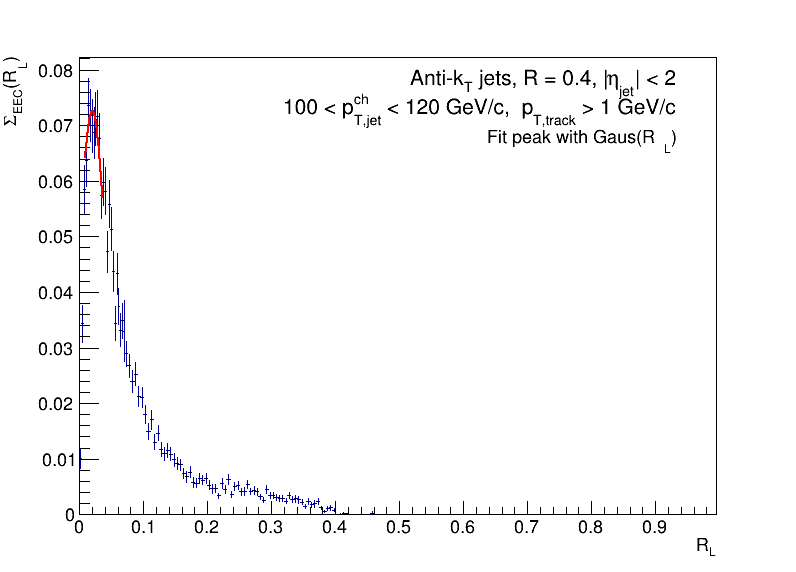 Σ_EEC(R_L)
Anti-k_T jets, R = 0.4, |η_jet| < 2
100 < p^ch_T,jet < 120 GeV/c, p_T,track > 1 GeV/c
Fit peak with Gaus(R_L)
0.08
0.07
0.06
0.05
0.04
0.03
0.02
0.01
0
0 0.1 0.2 0.3 0.4 0.5 0.6 0.7 0.8 0.9
R_L